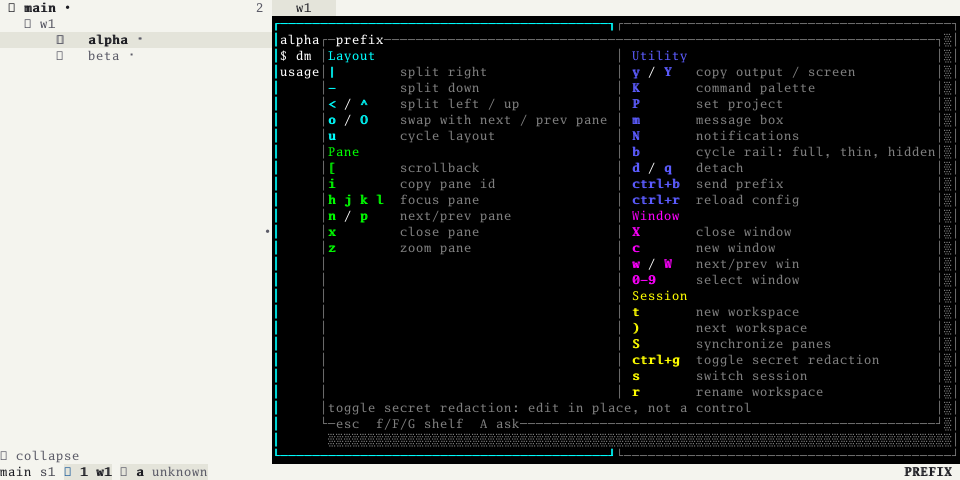 main • 2 w1
w1
alpha •
beta •
collapse
main s1 1 w1 a unknown PREFIX
alpha prefix
$ dm
usage
Layout
| split right
- split down
< / ^ split left / up
o / O swap with next / prev pane
u cycle layout
Pane
[ scrollback
i copy pane id
h j k l focus pane
n / p next/prev pane
x close pane
z zoom pane
Utility
y / Y copy output / screen
K command palette
P set project
m message box
N notifications
b cycle rail: full, thin, hidden
d / q detach
ctrl+b send prefix
ctrl+r reload config
Window
X close window
c new window
w / W next/prev win
0-9 select window
Session
t new workspace
) next workspace
S synchronize panes
ctrl+g toggle secret redaction
s switch session
r rename workspace
toggle secret redaction: edit in place, not a control
esc f/F/G shelf A ask